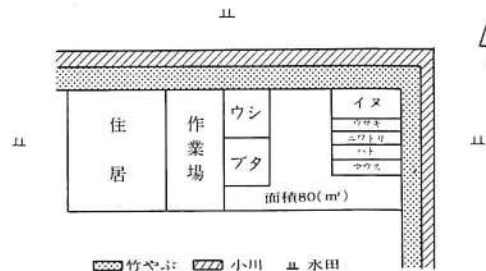 住居
作業場
ウシ
ブタ
イヌ
ウサギ
ニワトリ
ハト
マウス
面積80(㎡)
竹やぶ 小川 水田